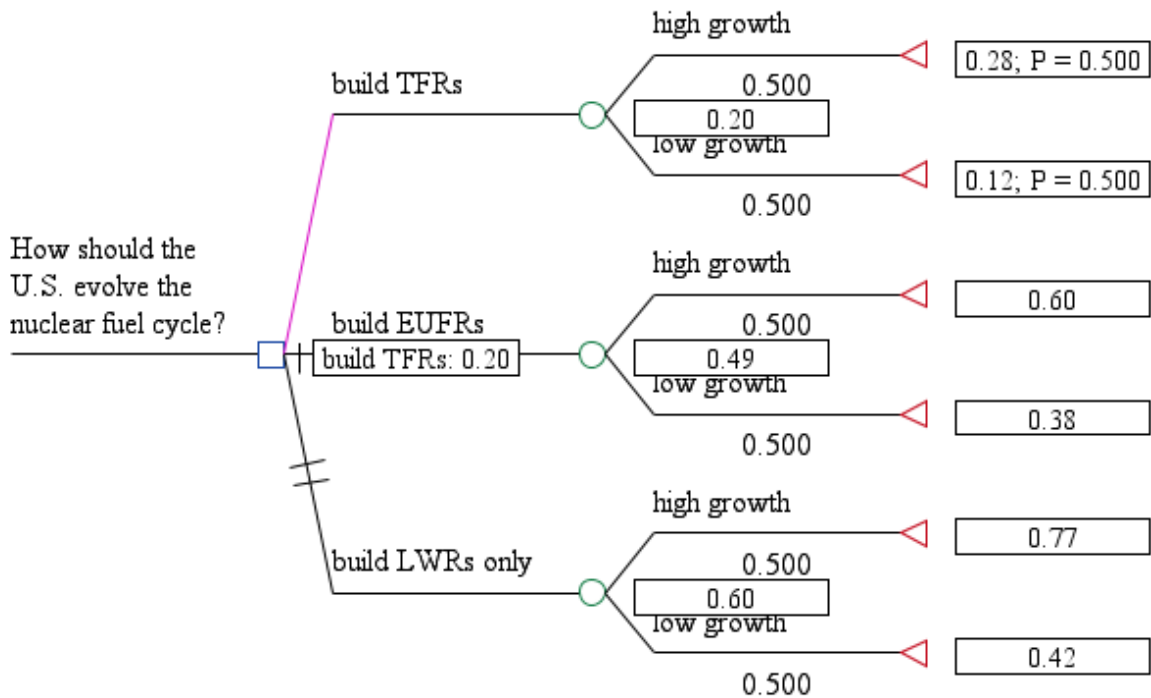 high growth
0.28; P = 0.500
0.500
build TFRs
0.20
low growth
0.12; P = 0.500
0.500
How should the
U.S. evolve the
nuclear fuel cycle?
high growth
0.60
0.500
build EUFRs
build TFRs: 0.20
0.49
low growth
0.38
0.500
high growth
0.77
0.500
build LWRs only
0.60
low growth
0.42
0.500